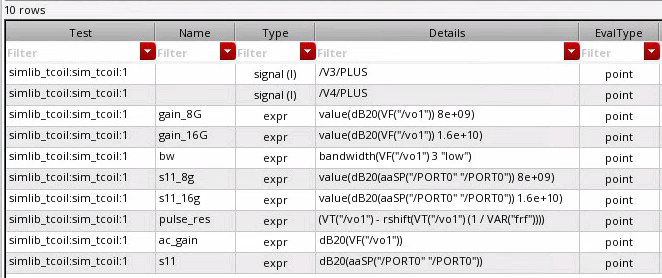 10 rows
Test Name Type Details EvalType
Filter Filter Filter Filter Filter
simlib_tcoil:sim_tcoil:1 signal (I) /V3/PLUS point
simlib_tcoil:sim_tcoil:1 signal (I) /V4/PLUS point
simlib_tcoil:sim_tcoil:1 gain_8G expr value(dB20(VF("/vo1")) 8e+09) point
simlib_tcoil:sim_tcoil:1 gain_16G expr value(dB20(VF("/vo1")) 1.6e+10) point
simlib_tcoil:sim_tcoil:1 bw expr bandwidth(VF("/vo1") 3 "low") point
simlib_tcoil:sim_tcoil:1 s11_8g expr value(dB20(aaSP("/PORT0" "/PORT0")) 8e+09) point
simlib_tcoil:sim_tcoil:1 s11_16g expr value(dB20(aaSP("/PORT0" "/PORT0")) 1.6e+10) point
simlib_tcoil:sim_tcoil:1 pulse_res expr (VT("/vo1") - rshift(VT("/vo1") (1 / VAR("frf")))) point
simlib_tcoil:sim_tcoil:1 ac_gain expr dB20(VF("/vo1")) point
simlib_tcoil:sim_tcoil:1 s11 expr dB20(aaSP("/PORT0" "/PORT0")) point